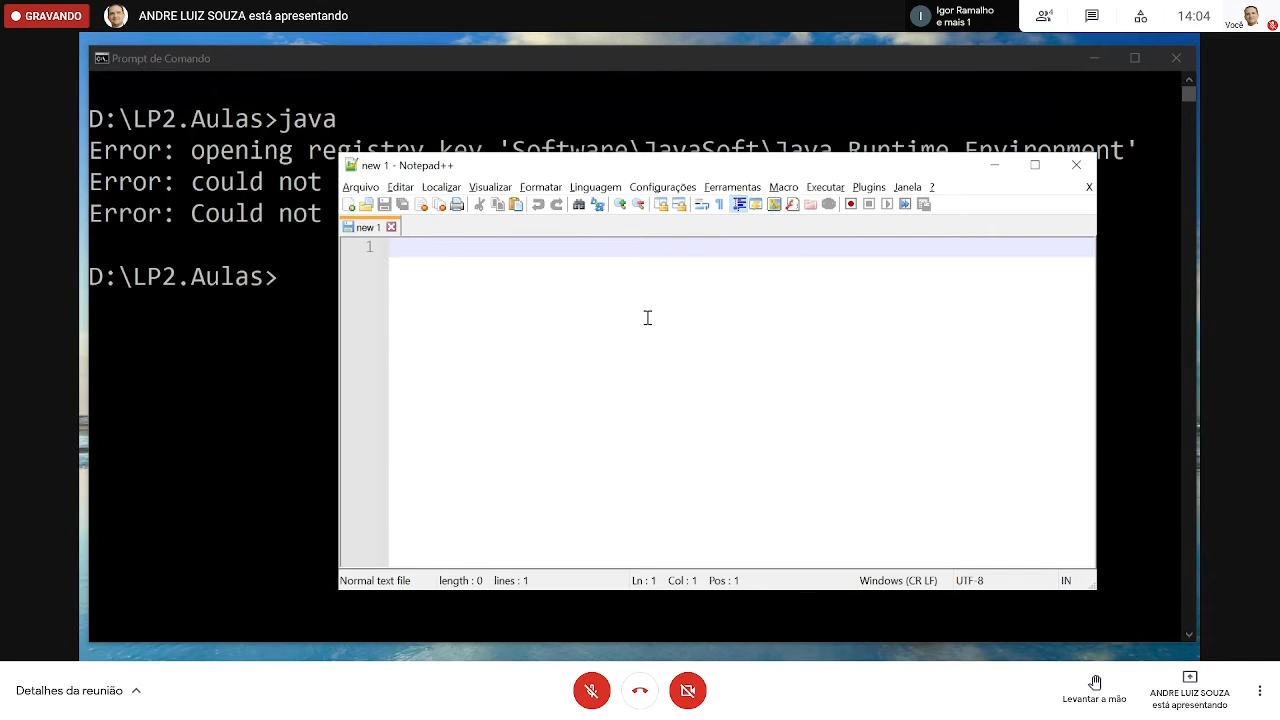 GRAVANDO
ANDRE LUIZ SOUZA está apresentando
Igor Ramalho
e mais 1
I
4
14:04
Você
Prompt de Comando
D:\LP2.Aulas>java
Error: opening registry key 'Software\JavaSoft\Java Runtime Environment'
Error: could not
Error: Could not
D:\LP2.Aulas>
new 1 - Notepad++
Arquivo Editar Localizar Visualizar Formatar Linguagem Configurações Ferramentas Macro Executar Plugins Janela ? X
new 1
1
Normal text file length : 0 lines : 1 Ln : 1 Col : 1 Pos : 1 Windows (CR LF) UTF-8 IN
Detalhes da reunião
Levantar a mão
ANDRE LUIZ SOUZA
está apresentando